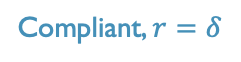 Compliant, r = δ